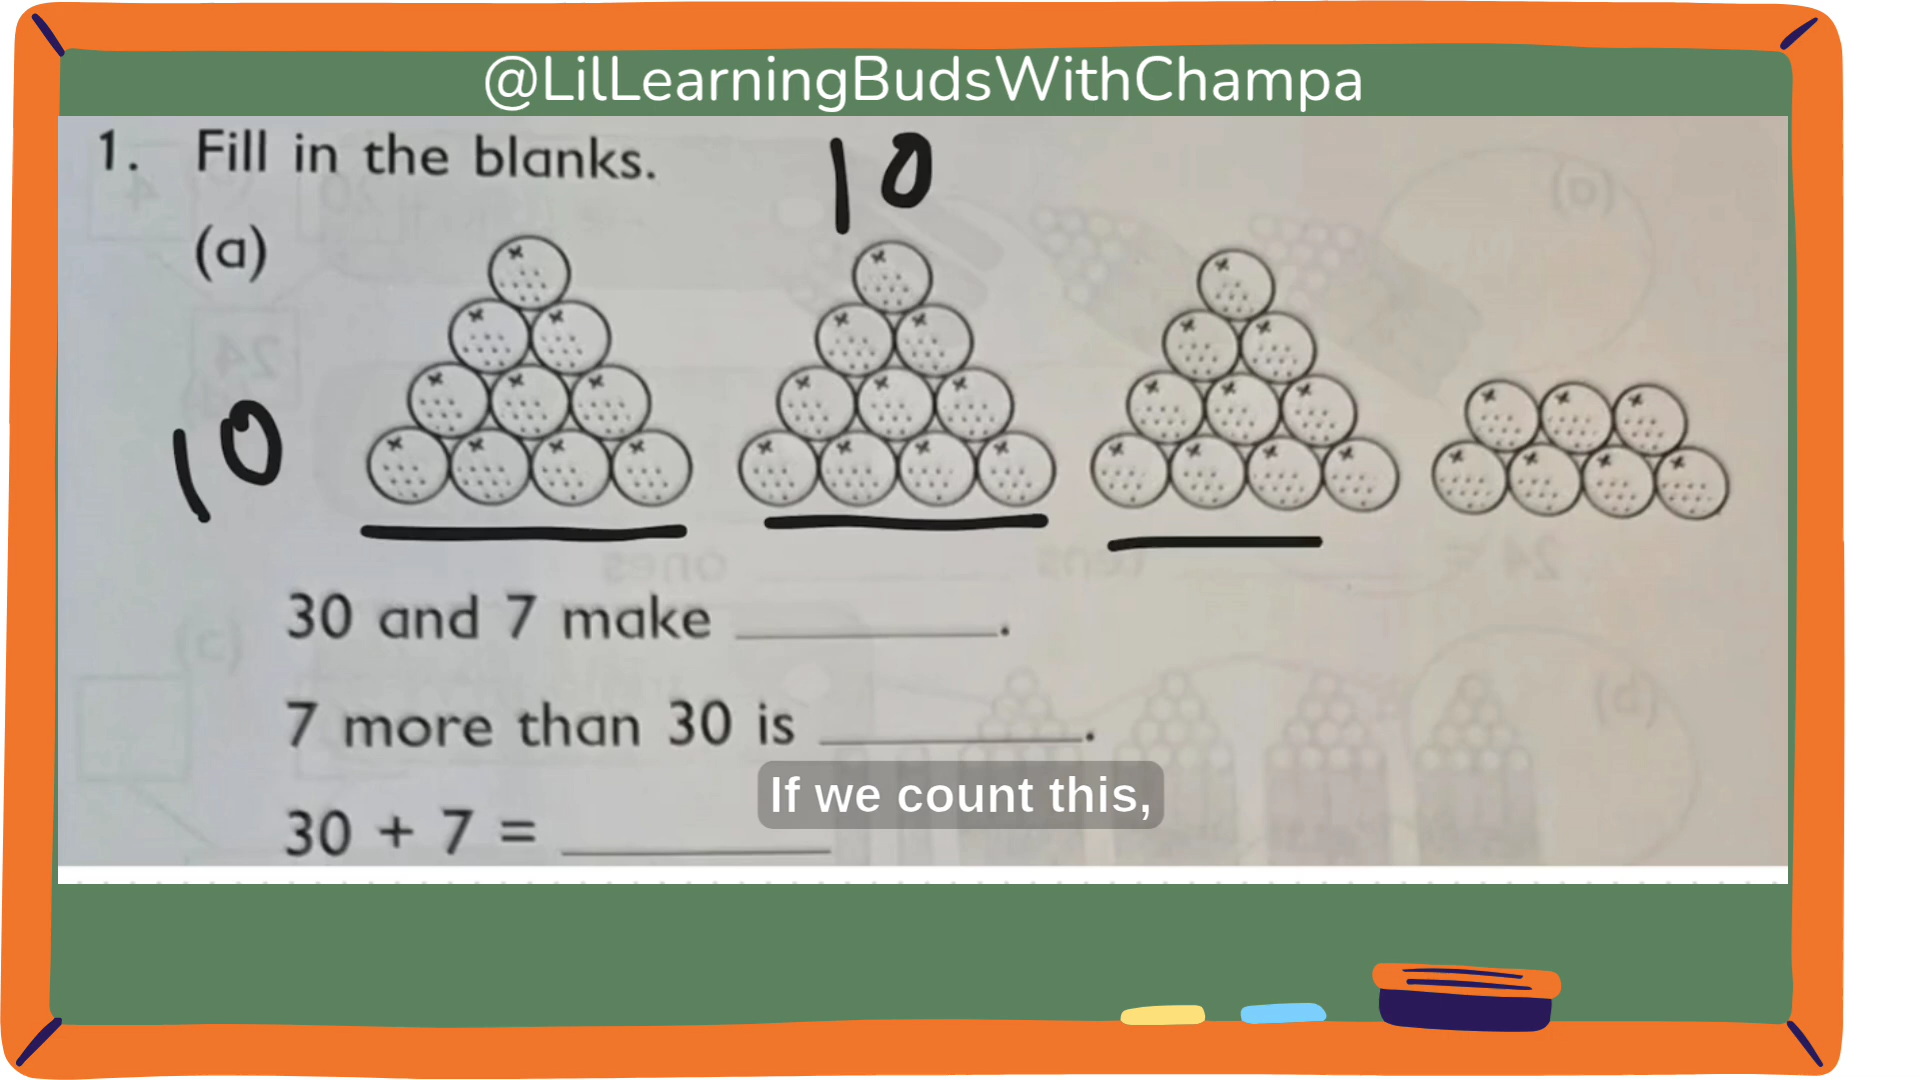 @LilLearningBudsWithChampa
1. Fill in the blanks.
10
(a)
10
30 and 7 make ________.
7 more than 30 is ________.
If we count this,
30 + 7 = ________